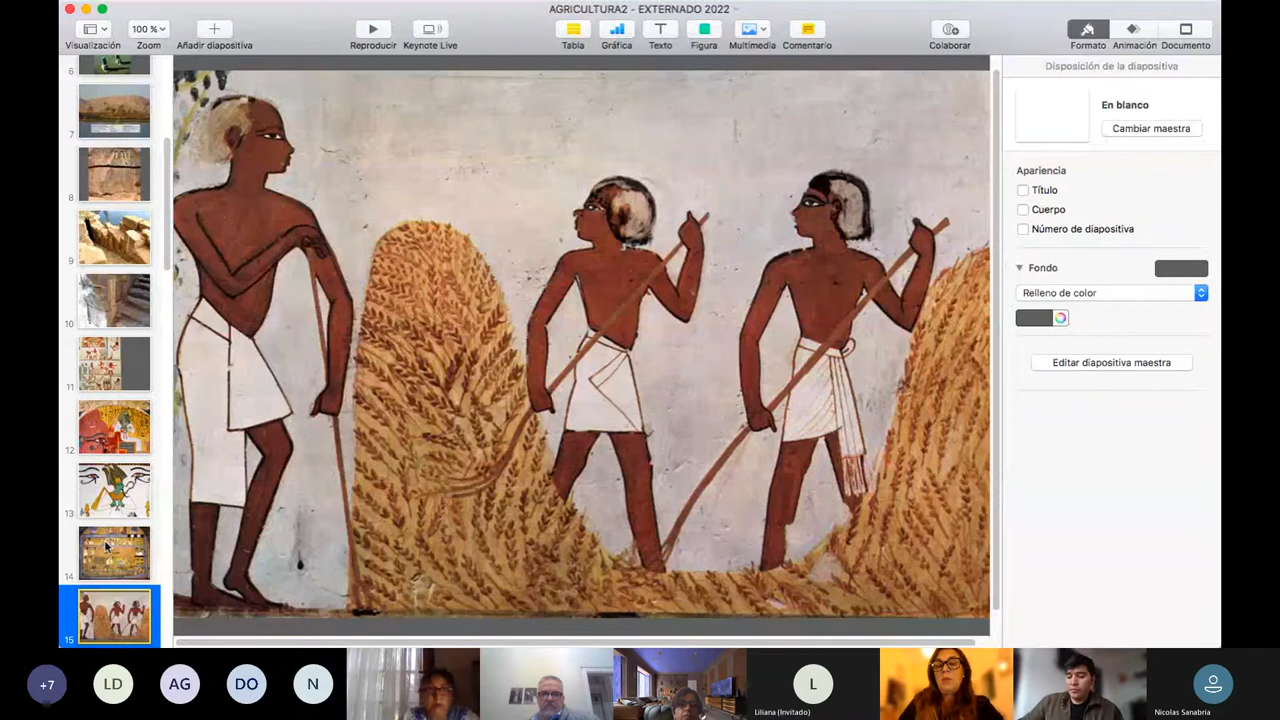 AGRICULTURA2 - EXTERNADO 2022
100 %
Visualización Zoom Añadir diapositiva Reproducir Keynote Live Tabla Gráfica Texto Figura Multimedia Comentario Colaborar Formato Animación Documento
Disposición de la diapositiva
En blanco
Cambiar maestra
Apariencia
Título
Cuerpo
Número de diapositiva
Fondo
Relleno de color
Editar diapositiva maestra
6
7
8
9
10
11
12
13
14
15
+7
LD
AG
DO
N
L
Liliana (Invitado)
Nicolas Sanabria